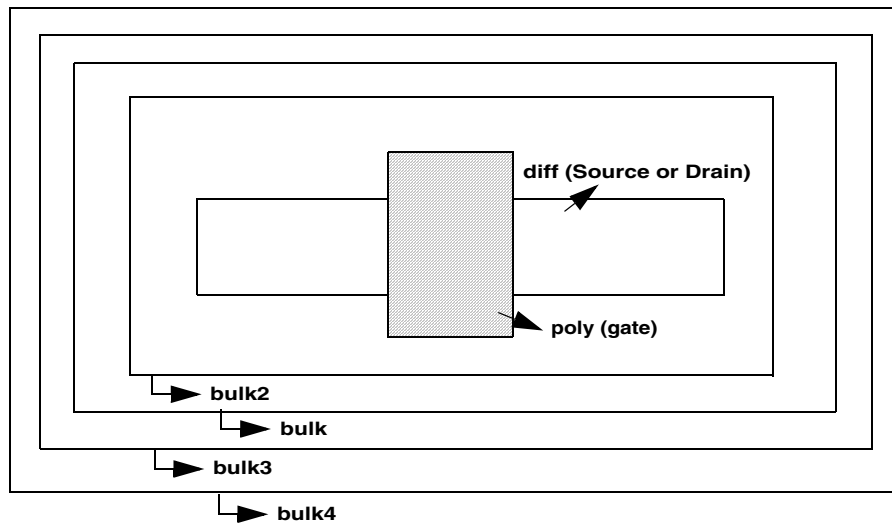 diff (Source or Drain)
poly (gate)
bulk2
bulk
bulk3
bulk4